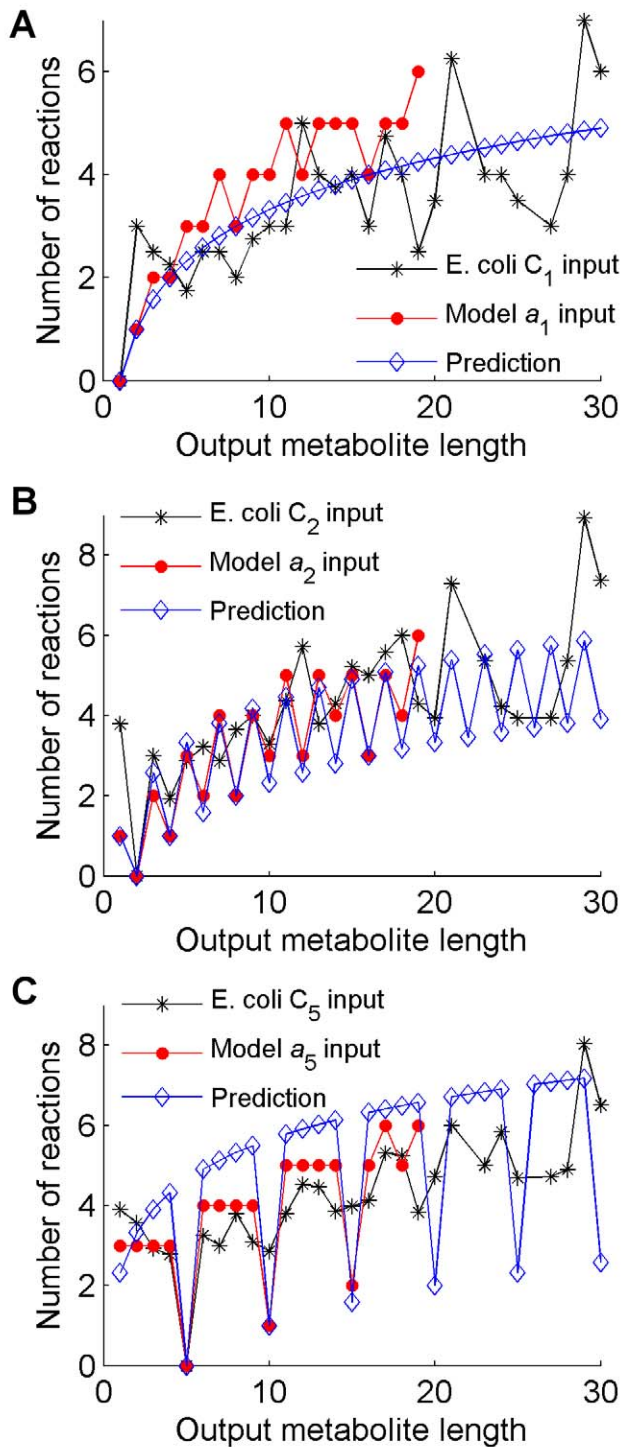 A
Number of reactions
6
4
2
0
E. coli C1 input
Model a1 input
Prediction
0 10 20 30
Output metabolite length
B
E. coli C2 input
Model a2 input
Prediction
Number of reactions
8
6
4
2
0
0 10 20 30
Output metabolite length
C
E. coli C5 input
Model a5 input
Prediction
Number of reactions
8
6
4
2
0
0 10 20 30
Output metabolite length